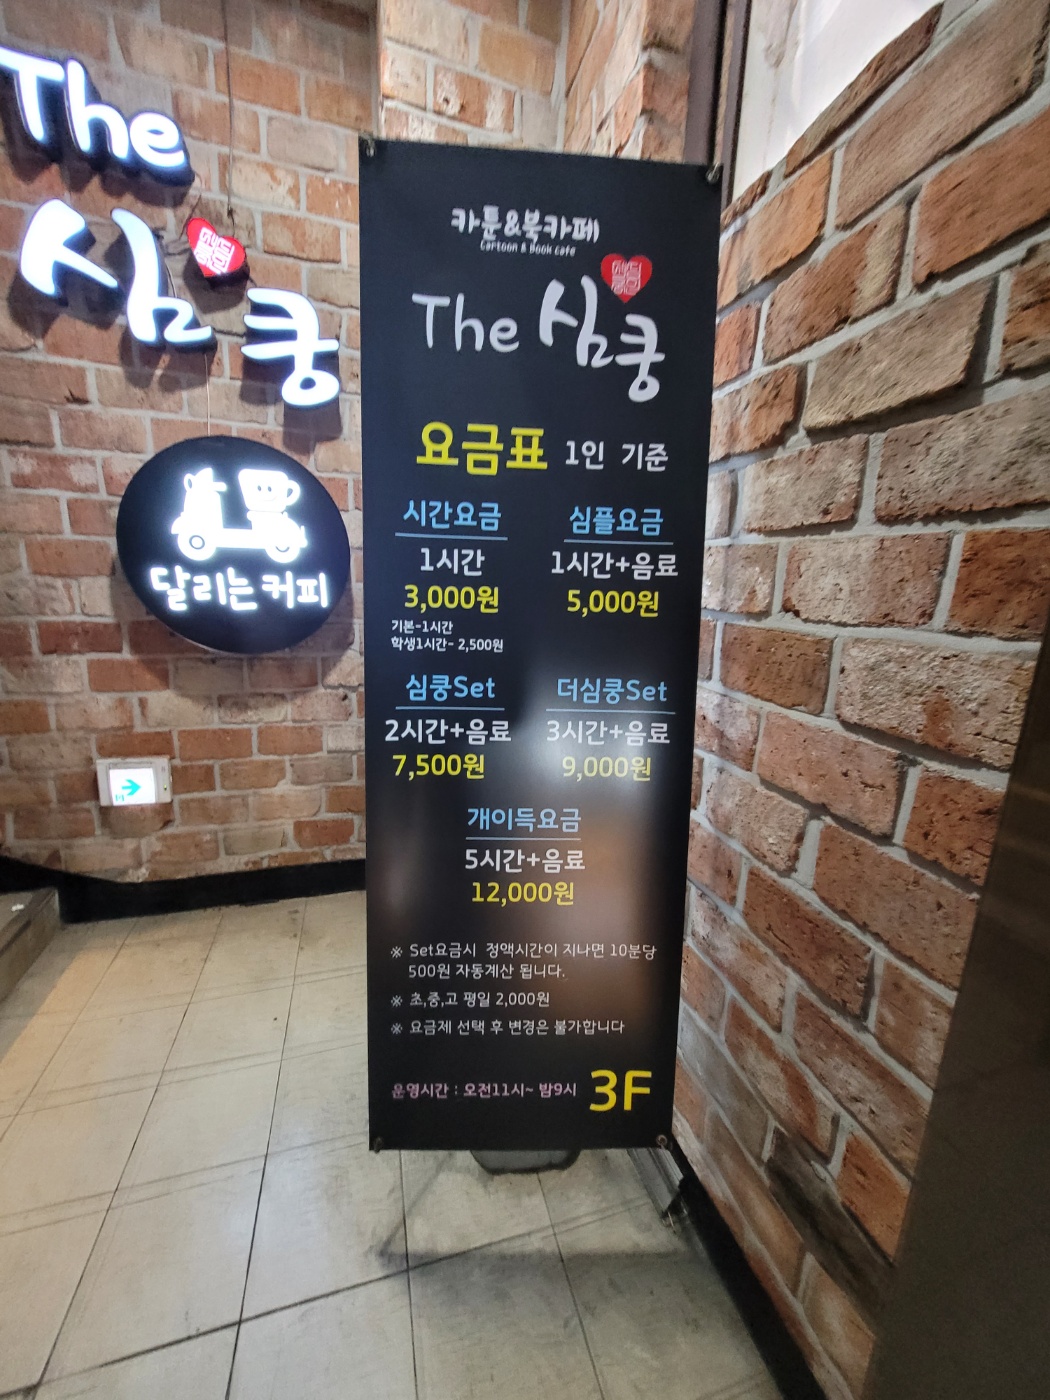 The
심쿵
달리는커피
카툰&북카페
Cartoon & Book cafe
The 심쿵
요금표 1인 기준
시간요금
1시간
3,000원
기본-1시간
학생1시간- 2,500원
심플요금
1시간+음료
5,000원
심쿵Set
2시간+음료
7,500원
더심쿵Set
3시간+음료
9,000원
개이득요금
5시간+음료
12,000원
※ Set요금시 정액시간이 지나면 10분당
500원 자동계산 됩니다.
※ 초,중,고 평일 2,000원
※ 요금제 선택 후 변경은 불가합니다
운영시간 : 오전11시~ 밤9시 3F